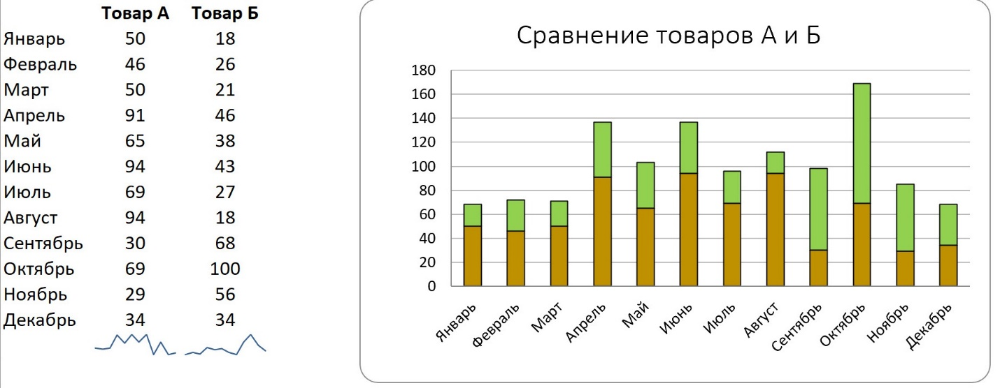 Товар А Товар Б
Январь 50 18
Февраль 46 26
Март 50 21
Апрель 91 46
Май 65 38
Июнь 94 43
Июль 69 27
Август 94 18
Сентябрь 30 68
Октябрь 69 100
Ноябрь 29 56
Декабрь 34 34
Сравнение товаров А и Б
180
160
140
120
100
80
60
40
20
0
Январь Февраль Март Апрель Май Июнь Июль Август Сентябрь Октябрь Ноябрь Декабрь